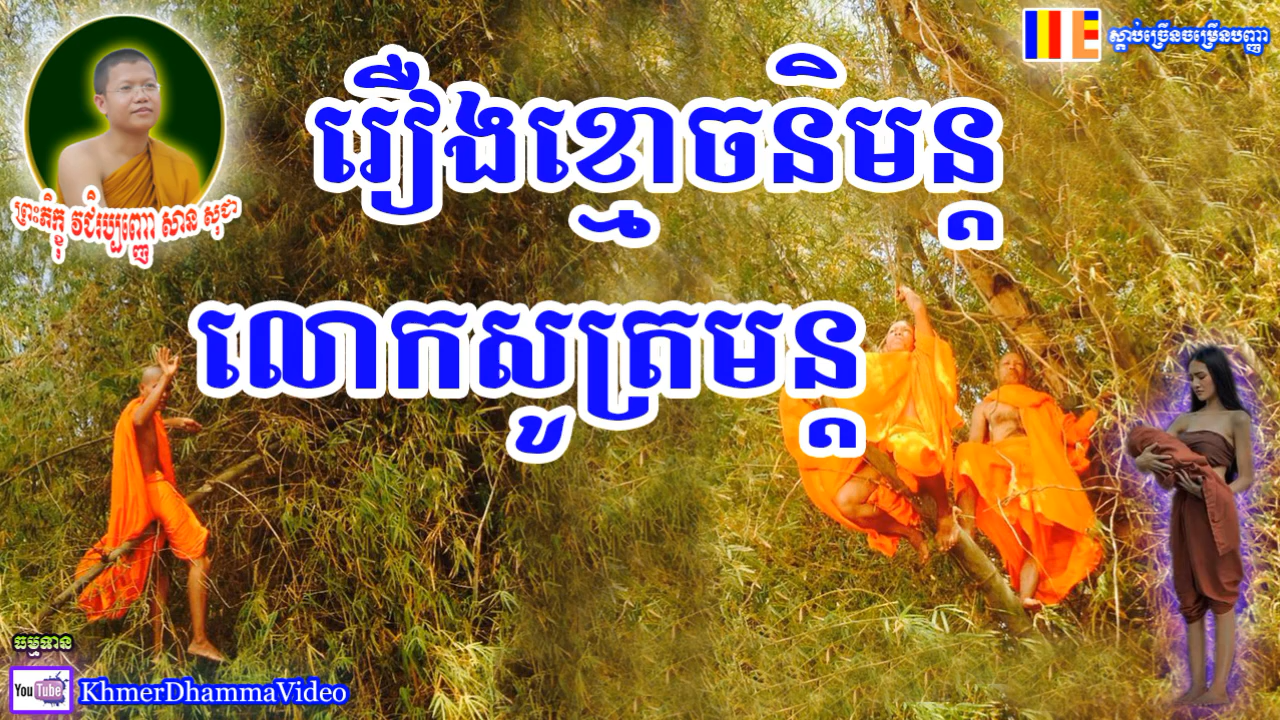 ស្តាប់ច្រើនចម្រើនបញ្ញា
រឿងខ្មោចនិមន្ត
ព្រះភិក្ខុ វជិរប្បញ្ញោ សាន សុជា
លោកសូត្រមន្ត
ធម្មទាន
YouTube KhmerDhammaVideo